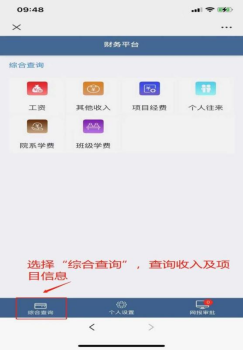 09:48
财务平台
综合查询
工资 其他收入 项目经费 个人往来
院系学费 班级学费
选择“综合查询”，查询收入及项
目信息
综合查询 个人设置 网报审批